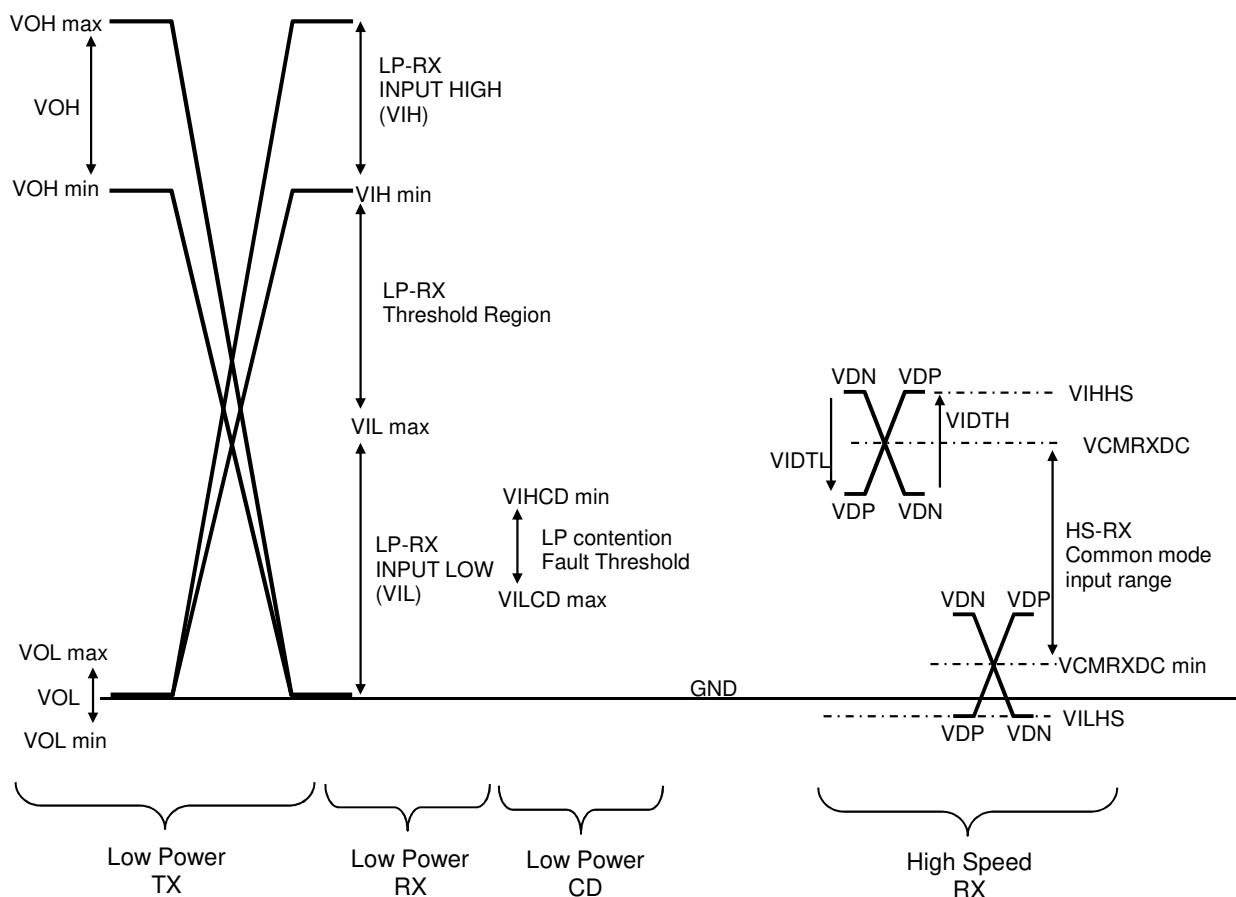 VOH max
VOH
VOH min
LP-RX
INPUT HIGH
(VIH)
VIH min
LP-RX
Threshold Region
VIL max
LP-RX
INPUT LOW
(VIL)
VOL max
VOL
VOL min
VIHCD min
LP contention
Fault Threshold
VILCD max
GND
VDN
VDP
VIHHS
VIDTH
VCMRXDC
VIDTL
VDP
VDN
HS-RX
Common mode
input range
VDN
VDP
VCMRXDC min
VILHS
VDP
VDN
Low Power
TX
Low Power
RX
Low Power
CD
High Speed
RX